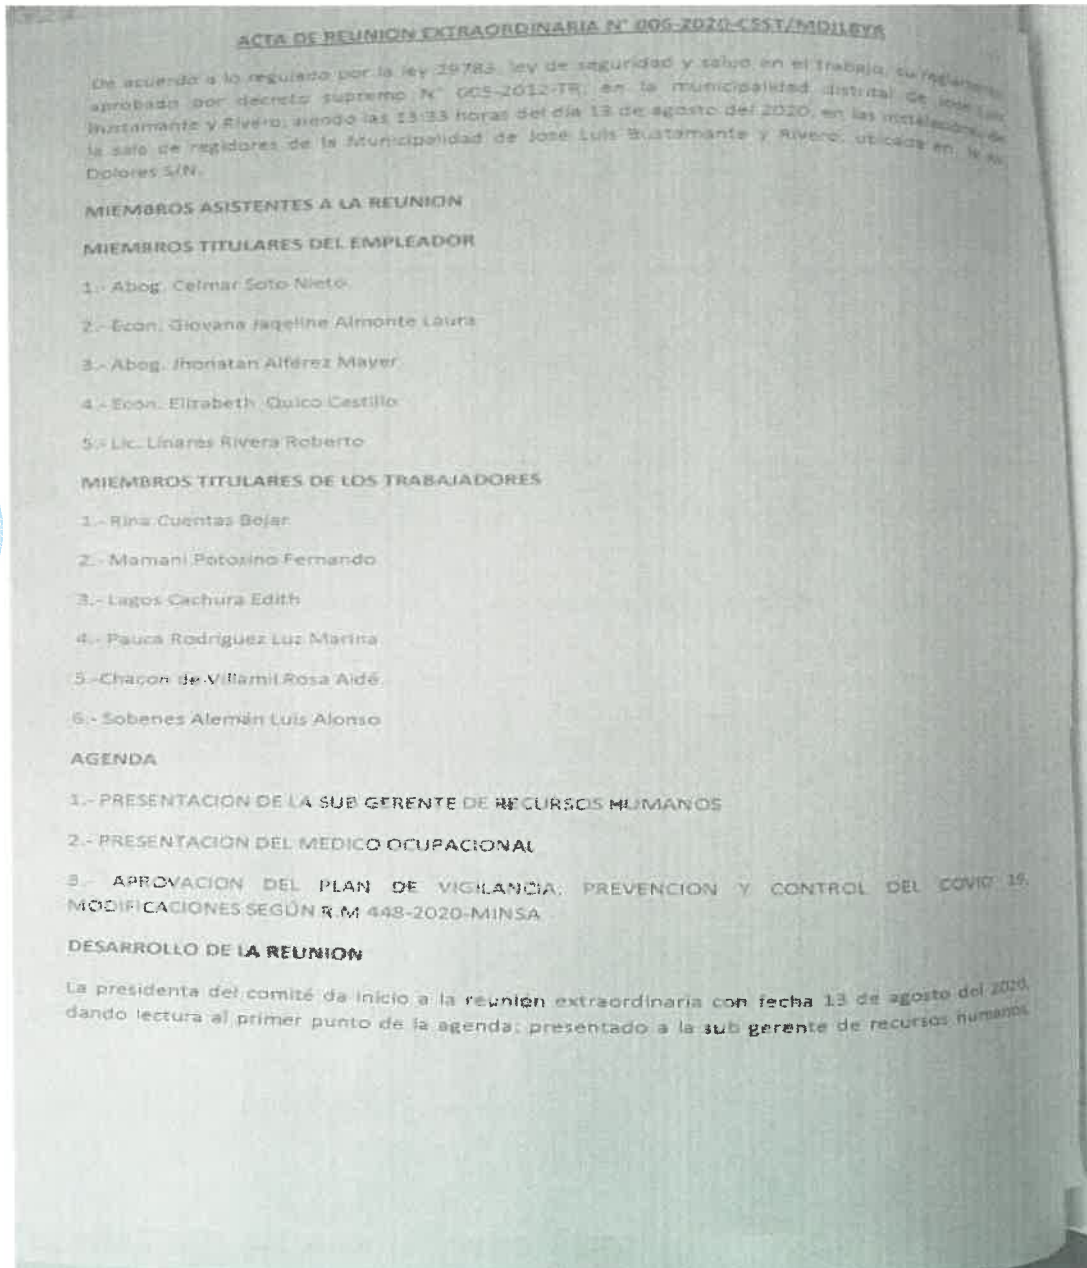 ACTA DE REUNION EXTRAORDINARIA N° 006-2020-CSST/MDJLBYR
De acuerdo a lo regulado por la ley 29783, ley de seguridad y salud en el trabajo, su reglamento
aprobado por decreto supremo N° 005-2012-TR, en la municipalidad distrital de José Luis
Bustamante y Rivero, siendo las 13:33 horas del día 13 de agosto del 2020, en las instalaciones de
la sala de regidores de la Municipalidad de José Luis Bustamante y Rivero, ubicada en la
Dolores S/N.
MIEMBROS ASISTENTES A LA REUNION
MIEMBROS TITULARES DEL EMPLEADOR
1.- Abog. Celmar Soto Nieto.
2.- Econ. Giovana Jaqeline Almonte Laura
3.- Abog. Jhonatan Alférez Mayer
4.- Econ. Elizabeth Quico Castillo
5.- Lic. Linares Rivera Roberto
MIEMBROS TITULARES DE LOS TRABAJADORES
1.- Rina Cuentas Bejar
2.- Mamani Potosino Fernando
3.- Lagos Cachura Edith
4.- Pauca Rodríguez Luz Marina
5.-Chacon de Villamil Rosa Aidé
6.- Sobenes Alemán Luis Alonso
AGENDA
1.- PRESENTACION DE LA SUB GERENTE DE RECURSOS HUMANOS
2.- PRESENTACION DEL MEDICO OCUPACIONAL
3.- APROVACION DEL PLAN DE VIGILANCIA, PREVENCION Y CONTROL DEL COVID 19,
MODIFICACIONES SEGÚN R.M 448-2020-MINSA
DESARROLLO DE LA REUNION
La presidenta del comité da inicio a la reunión extraordinaria con fecha 13 de agosto del 2020,
dando lectura al primer punto de la agenda; presentado a la sub gerente de recursos humanos